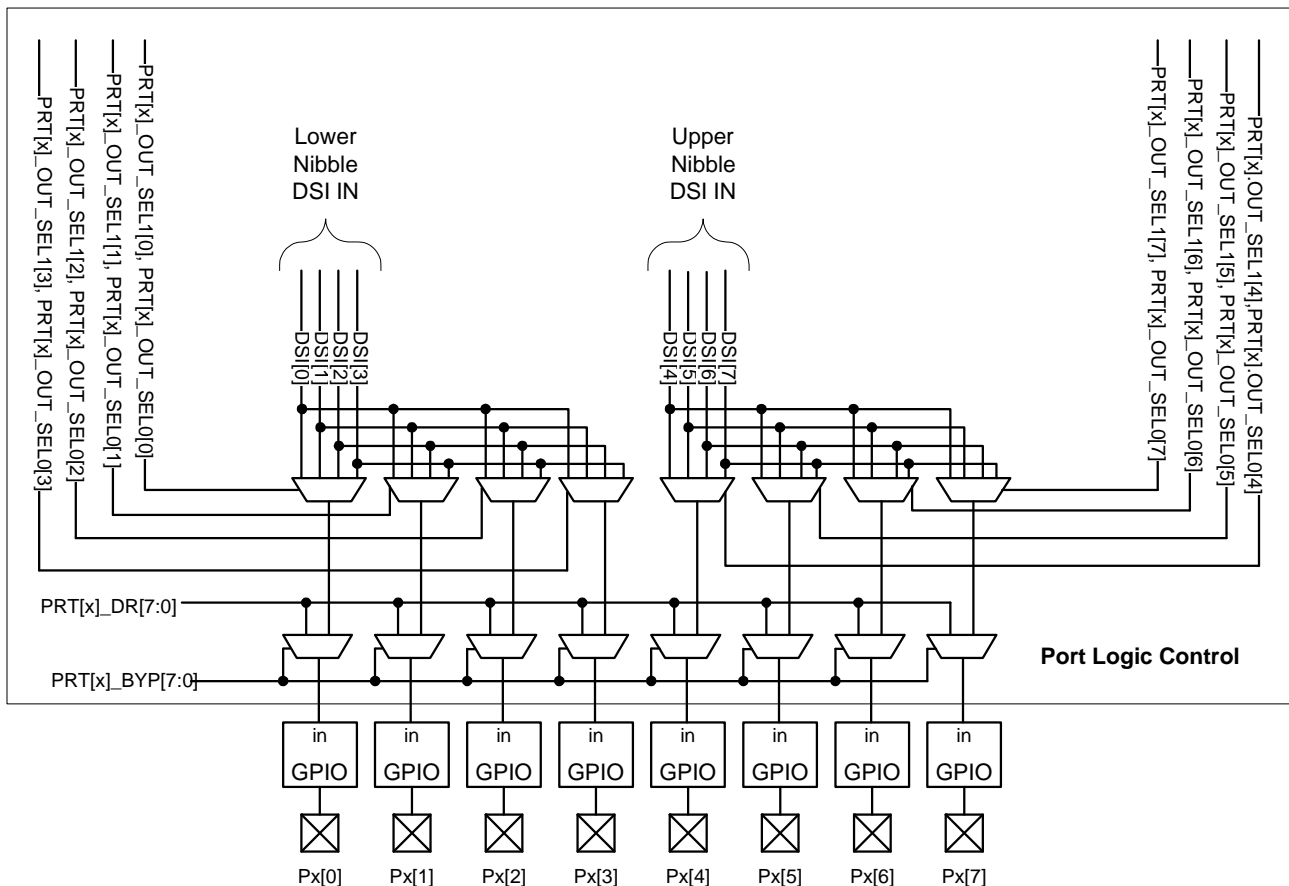 PRT[x]_OUT_SEL1[3], PRT[x]_OUT_SEL0[3]
PRT[x]_OUT_SEL1[2], PRT[x]_OUT_SEL0[2]
PRT[x]_OUT_SEL1[1], PRT[x]_OUT_SEL0[1]
PRT[x]_OUT_SEL1[0], PRT[x]_OUT_SEL0[0]
Lower
Nibble
DSI IN
Upper
Nibble
DSI IN
PRT[x]_OUT_SEL1[7], PRT[x]_OUT_SEL0[7]
PRT[x]_OUT_SEL1[6], PRT[x]_OUT_SEL0[6]
PRT[x]_OUT_SEL1[5], PRT[x]_OUT_SEL0[5]
PRT[x].OUT_SEL1[4],PRT[x].OUT_SEL0[4]
DSI[0]
DSI[1]
DSI[2]
DSI[3]
DSI[4]
DSI[5]
DSI[6]
DSI[7]
PRT[x]_DR[7:0]
PRT[x]_BYP[7:0]
Port Logic Control
in in in in in in in in
GPIO GPIO GPIO GPIO GPIO GPIO GPIO GPIO
Px[0] Px[1] Px[2] Px[3] Px[4] Px[5] Px[6] Px[7]